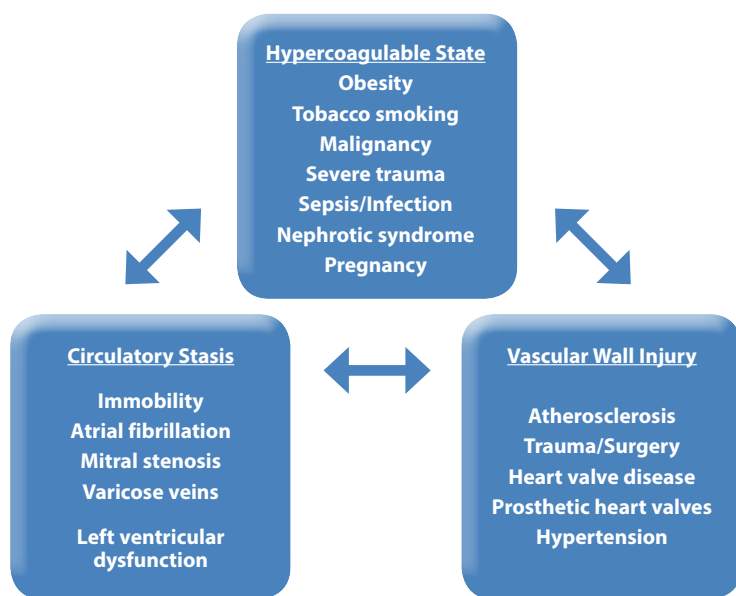 Hypercoagulable State
Obesity
Tobacco smoking
Malignancy
Severe trauma
Sepsis/Infection
Nephrotic syndrome
Pregnancy
Circulatory Stasis
Immobility
Atrial fibrillation
Mitral stenosis
Varicose veins
Left ventricular
dysfunction
Vascular Wall Injury
Atherosclerosis
Trauma/Surgery
Heart valve disease
Prosthetic heart valves
Hypertension